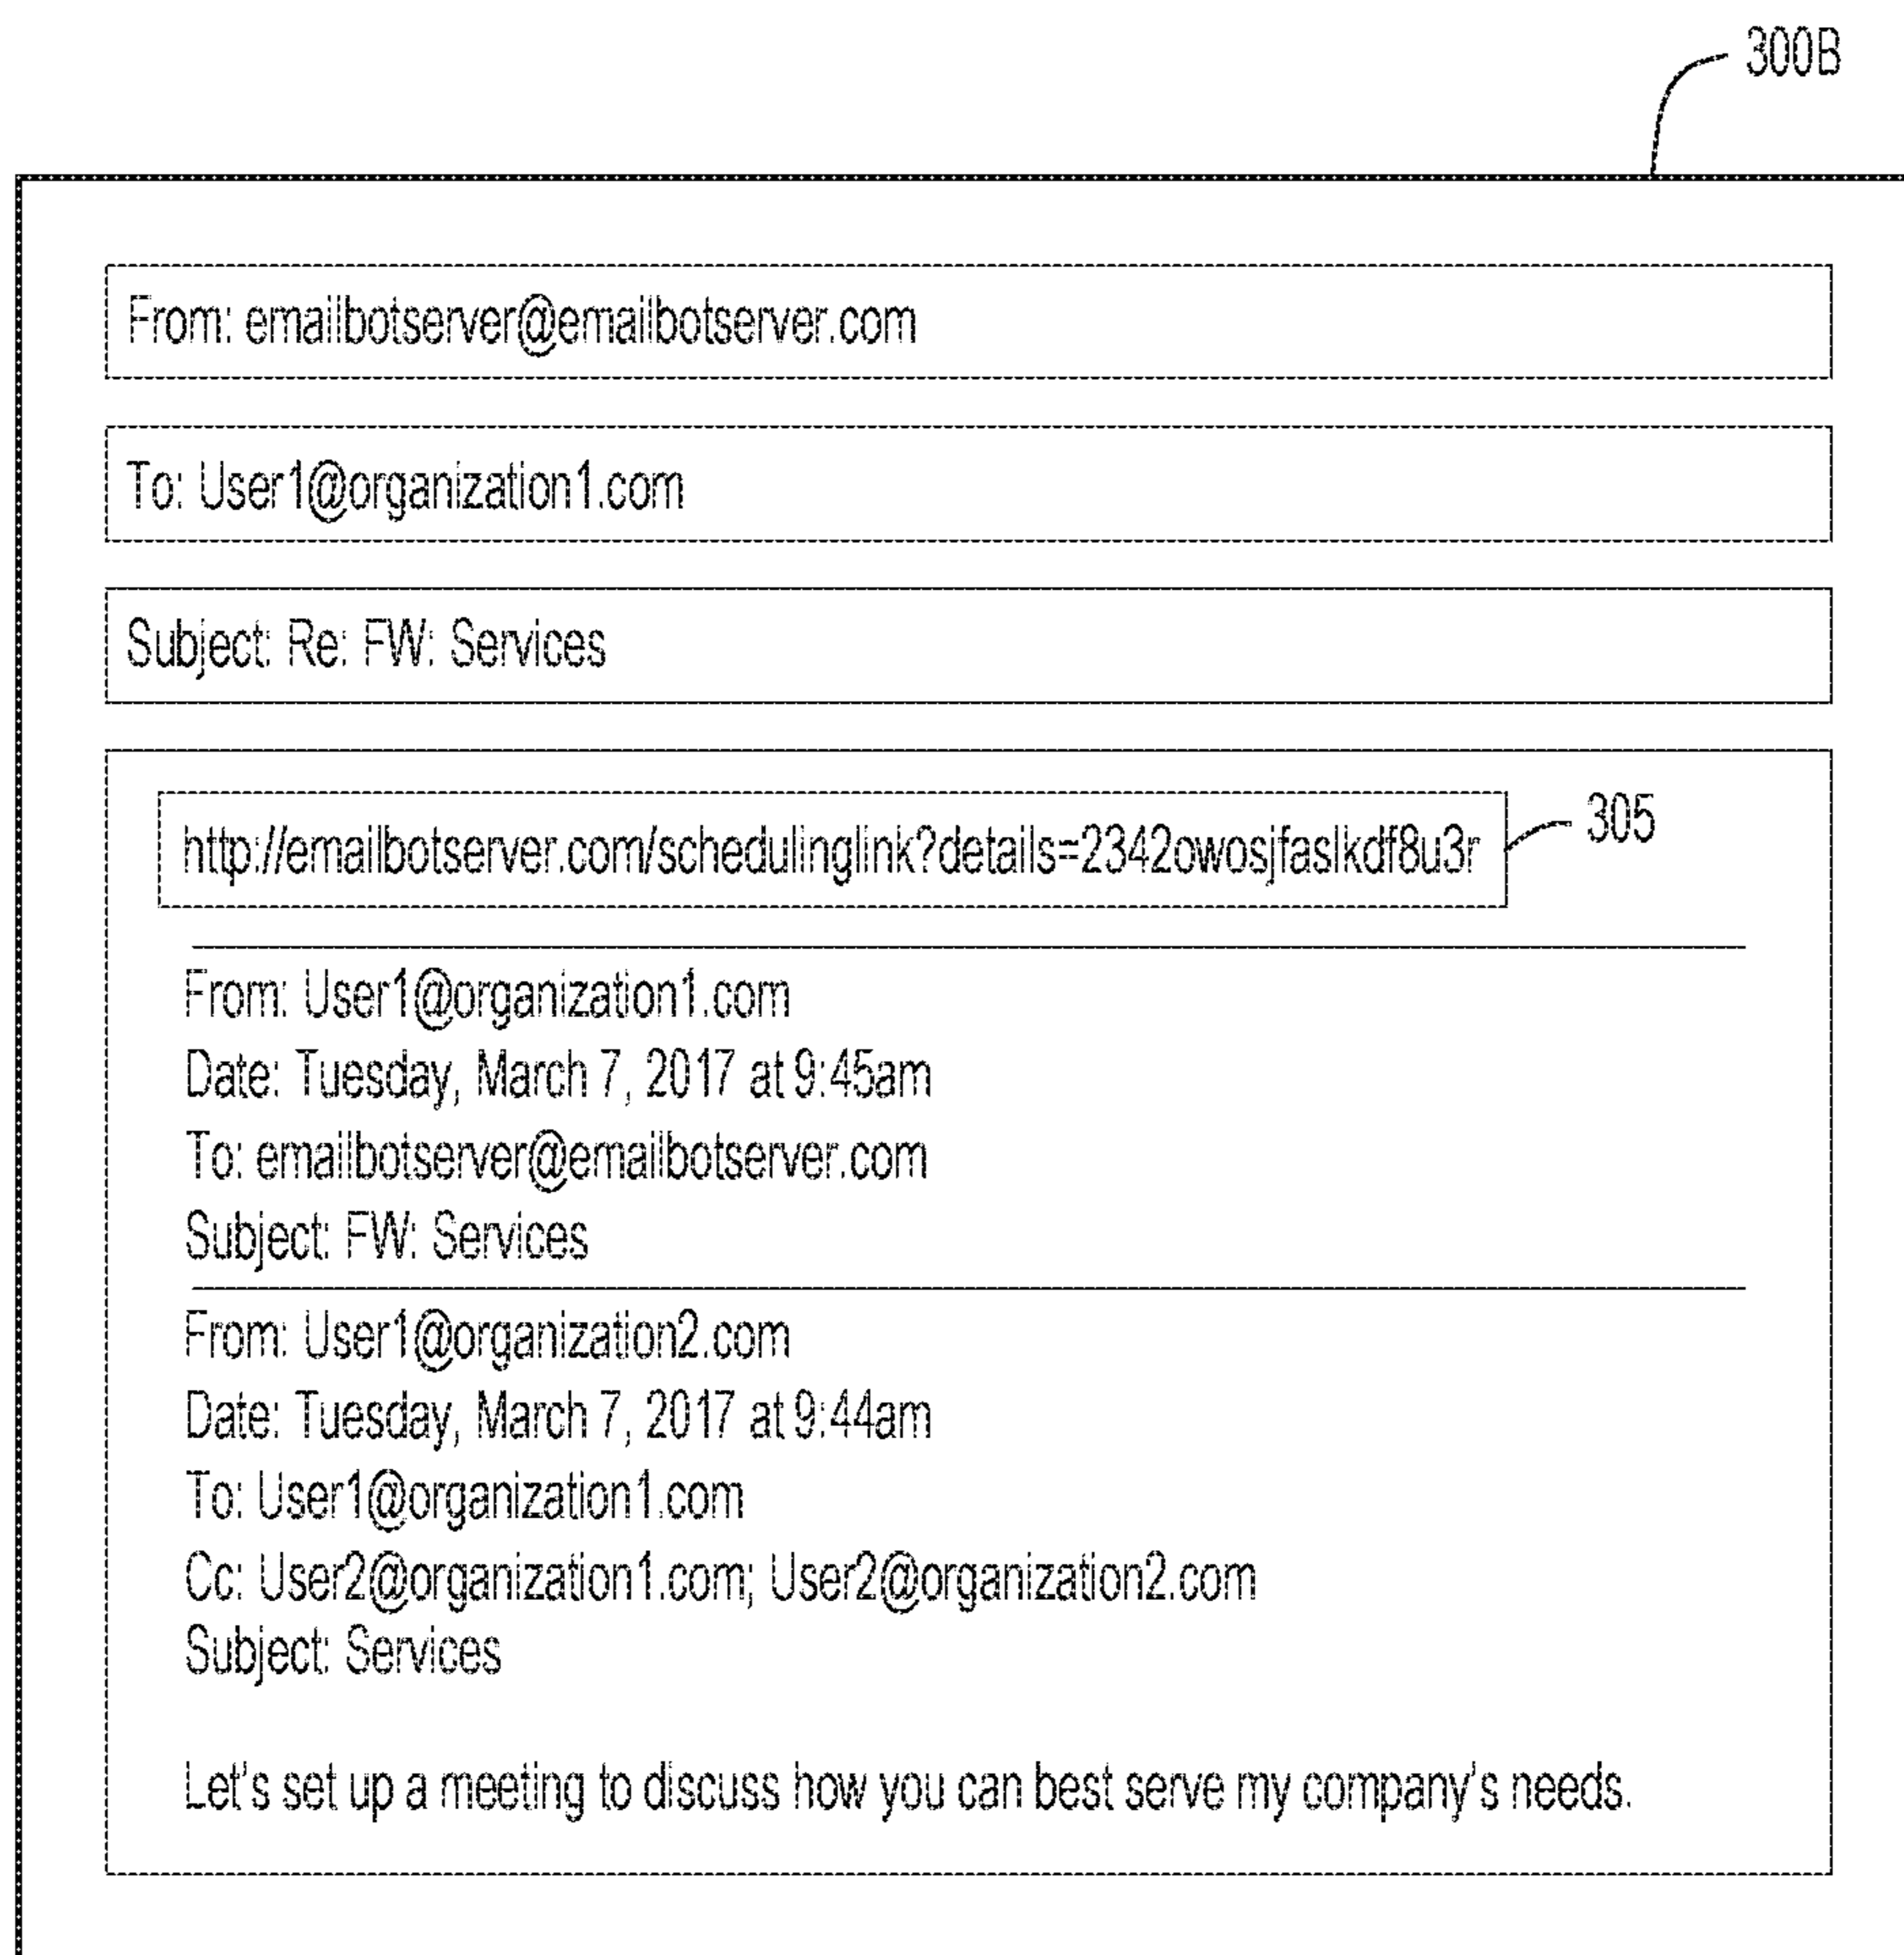 300B
From: emailbotserver@emailbotserver.com
To: User1@organization1.com
Subject: Re: FW: Services
http://emailbotserver.com/schedulinglink?details=2342owosjfaslkdf8u3r
305
From: User1@organization1.com
Date: Tuesday, March 7, 2017 at 9:45am
To: emailbotserver@emailbotserver.com
Subject: FW: Services
From: User1@organization2.com
Date: Tuesday, March 7, 2017 at 9:44am
To: User1@organization1.com
Cc: User2@organization1.com; User2@organization2.com
Subject: Services
Let's set up a meeting to discuss how you can best serve my company's needs.